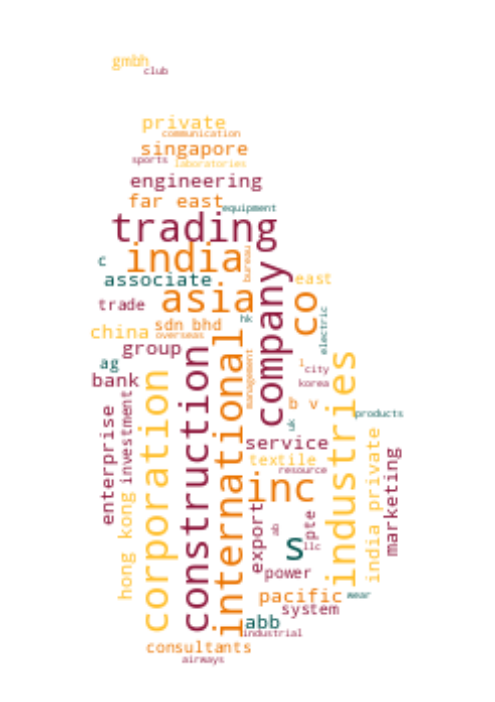 gmbh
club
private
communication
singapore
sports
laboratories
engineering
far east
equipment
trading
india
bureau
c
associate
company
east
asia
co
trade
sdn bhd
hk
china
overseas
electric
group
international
construction
management
industries
ag
i
city
bank
korea
corporation
investment
b v
products
enterprise
uk
service
textile
india private
marketing
resource
inc
hong kong
export
pte
ab
s
llc
power
pacific
wear
system
abb
industrial
consultants
airways